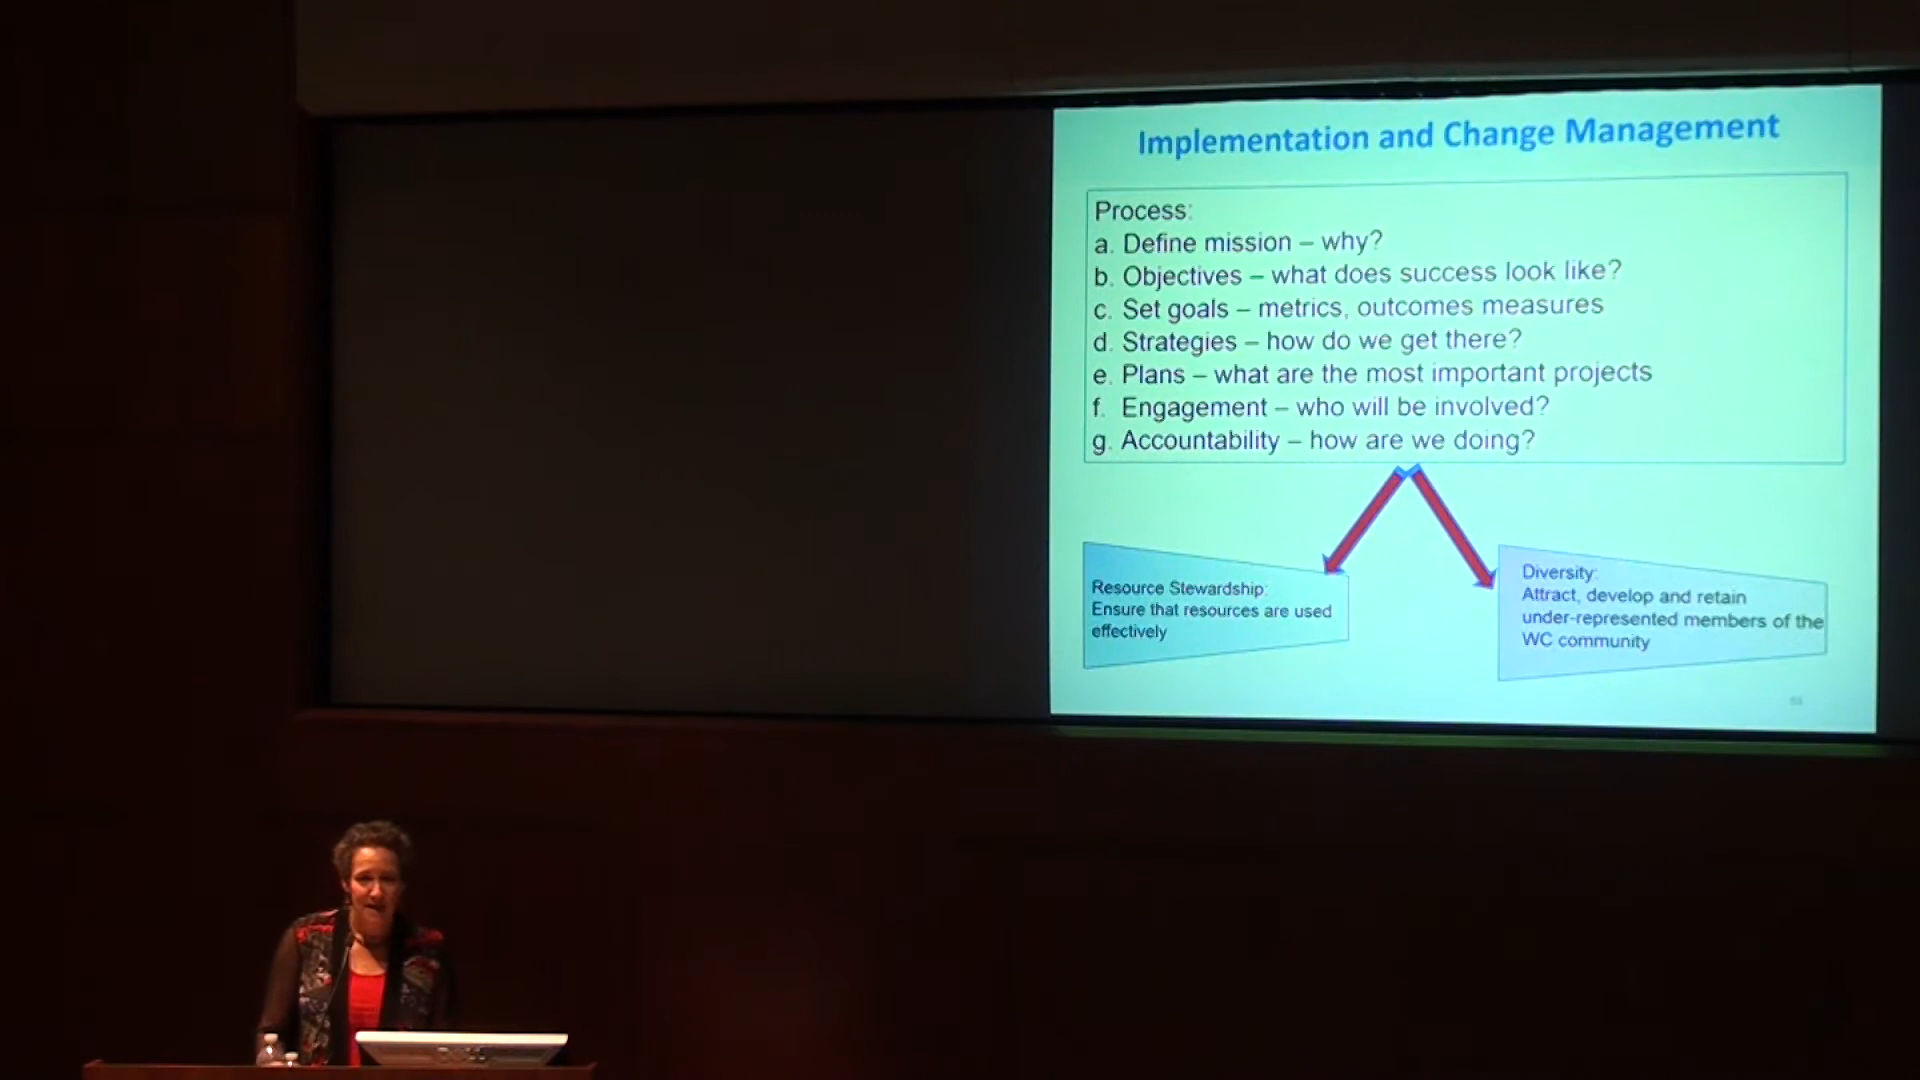 Implementation and Change Management
Process:
a. Define mission – why?
b. Objectives – what does success look like?
c. Set goals – metrics, outcomes measures
d. Strategies – how do we get there?
e. Plans – what are the most important projects
f. Engagement – who will be involved?
g. Accountability – how are we doing?
Resource Stewardship:
Ensure that resources are used
effectively
Diversity:
Attract, develop and retain
under-represented members of the
WC community